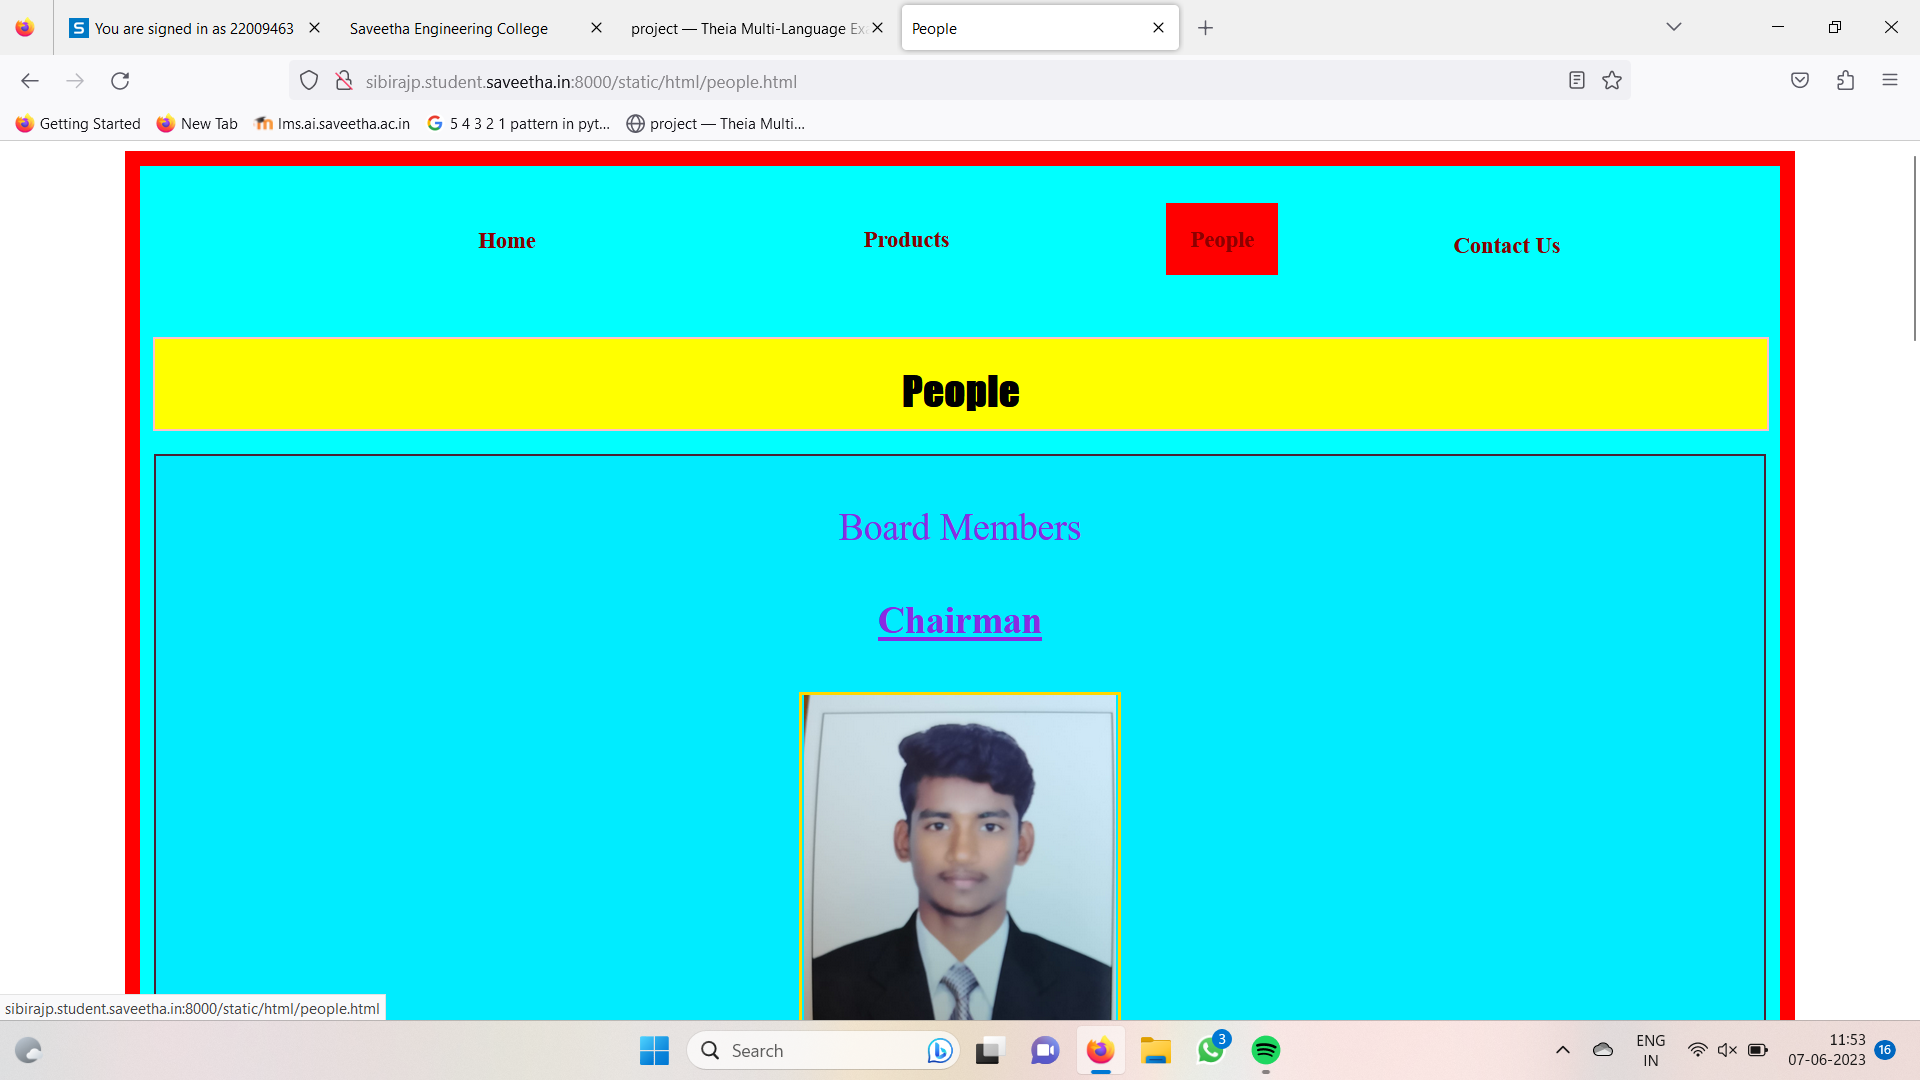 You are signed in as 22009463
Saveetha Engineering College
project — Theia Multi-Language Ex
People
sibirajp.student.saveetha.in:8000/static/html/people.html
Getting Started
New Tab
lms.ai.saveetha.ac.in
5 4 3 2 1 pattern in pyt...
project — Theia Multi...
Home
Products
People
Contact Us
People
Board Members
Chairman
sibirajp.student.saveetha.in:8000/static/html/people.html
Search
3
ENG
IN
11:53
07-06-2023
16